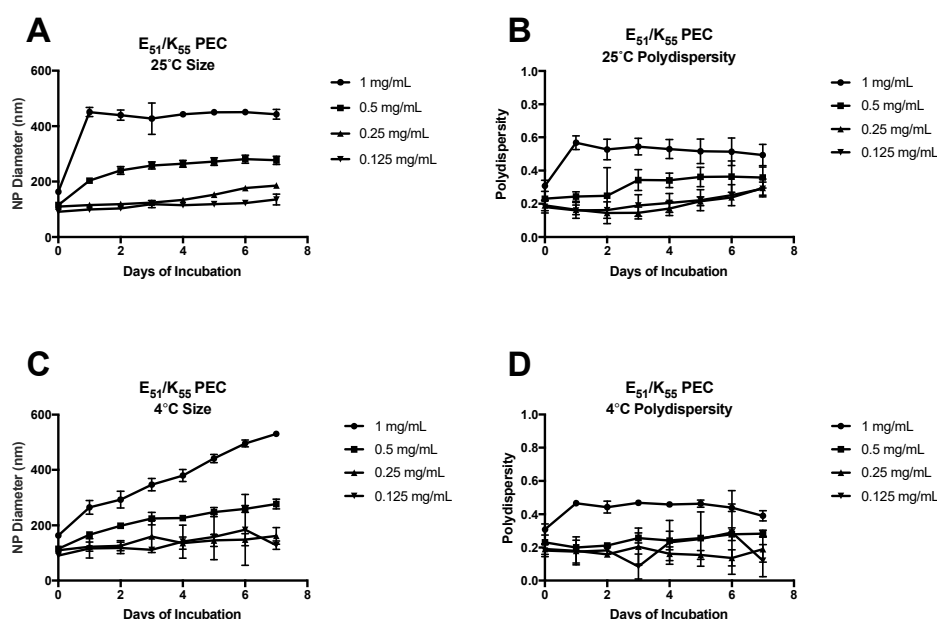 A
E51/K55 PEC
25˚C Size
NP Diameter (nm)
600
400
200
0
0 2 4 6 8
Days of Incubation
1 mg/mL
0.5 mg/mL
0.25 mg/mL
0.125 mg/mL
B
E51/K55 PEC
25˚C Polydispersity
Polydispersity
1.0
0.8
0.6
0.4
0.2
0.0
0 2 4 6 8
Days of Incubation
1 mg/mL
0.5 mg/mL
0.25 mg/mL
0.125 mg/mL
C
E51/K55 PEC
4°C Size
NP Diameter (nm)
600
400
200
0
0 2 4 6 8
Days of Incubation
1 mg/mL
0.5 mg/mL
0.25 mg/mL
0.125 mg/mL
D
E51/K55 PEC
4°C Polydispersity
Polydispersity
1.0
0.8
0.6
0.4
0.2
0.0
0 2 4 6 8
Days of Incubation
1 mg/mL
0.5 mg/mL
0.25 mg/mL
0.125 mg/mL